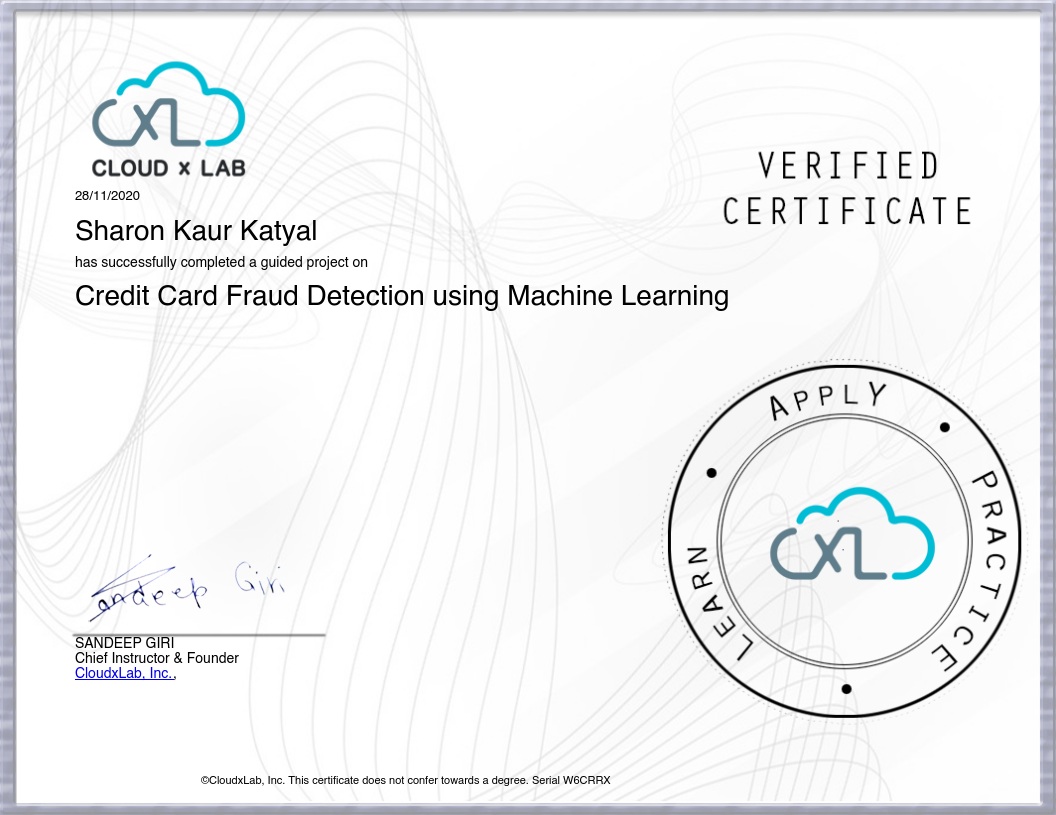 CXL
CLOUD x LAB
28/11/2020
VERIFIED
CERTIFICATE
Sharon Kaur Katyal
has successfully completed a guided project on
Credit Card Fraud Detection using Machine Learning
APPLY
PRACTICE
LEARN
CXL
Sandeep Giri
SANDEEP GIRI
Chief Instructor & Founder
CloudxLab, Inc.,
©CloudxLab, Inc. This certificate does not confer towards a degree. Serial W6CRRX